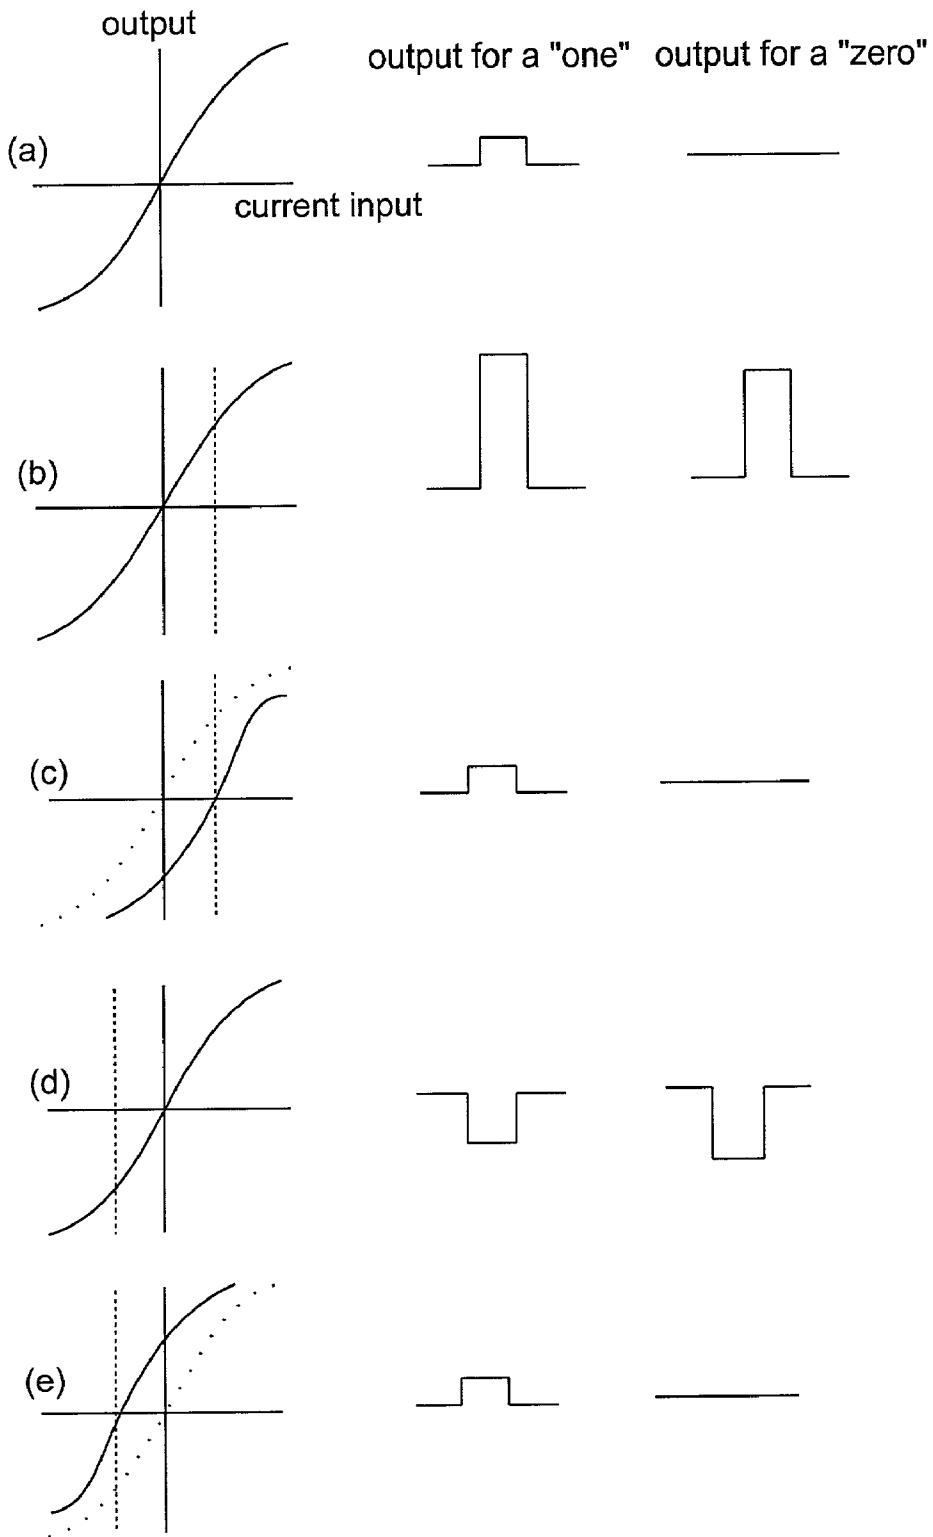 output
output for a "one" output for a "zero"
(a)
current input
(b)
(c)
(d)
(e)